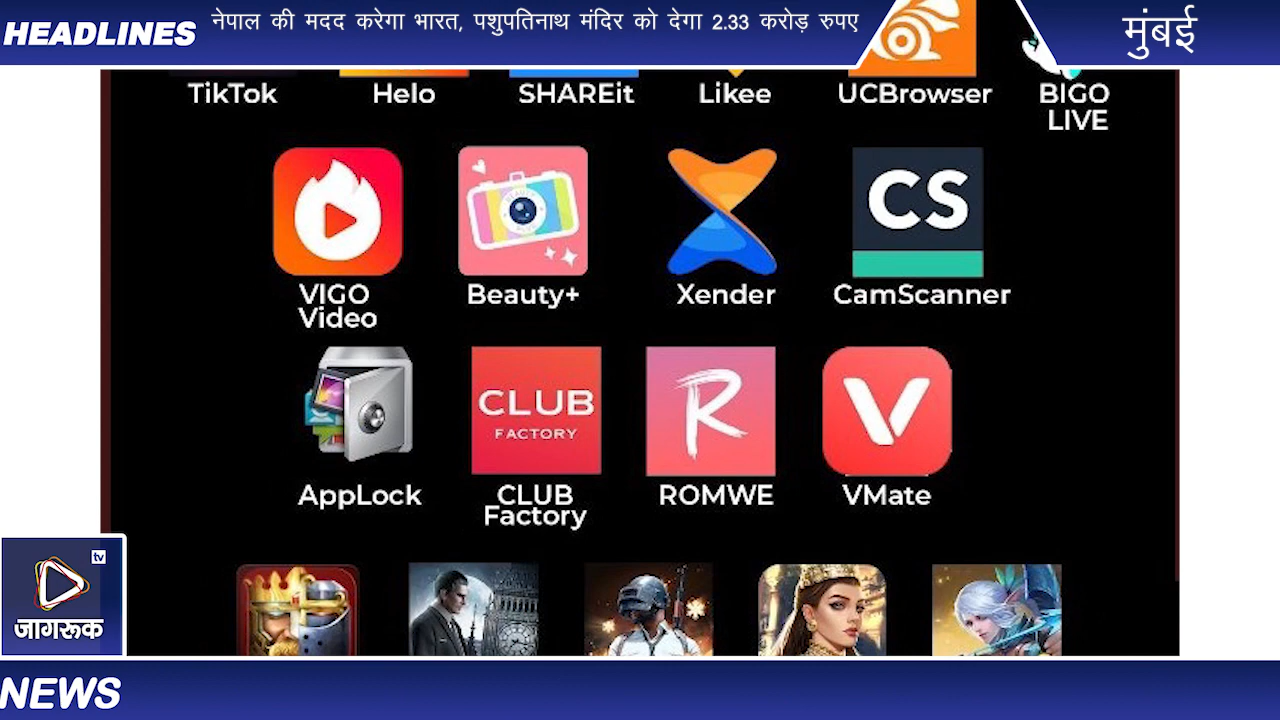 HEADLINES
नेपाल की मदद करेगा भारत, पशुपतिनाथ मंदिर को देगा 2.33 करोड़ रुपए
मुंबई
TikTok
Helo
SHAREit
Likee
UCBrowser
BIGO
LIVE
CS
VIGO
Video
Beauty+
Xender
CamScanner
CLUB
FACTORY
R
V
AppLock
CLUB
Factory
ROMWE
VMate
tv
जागरूक
NEWS